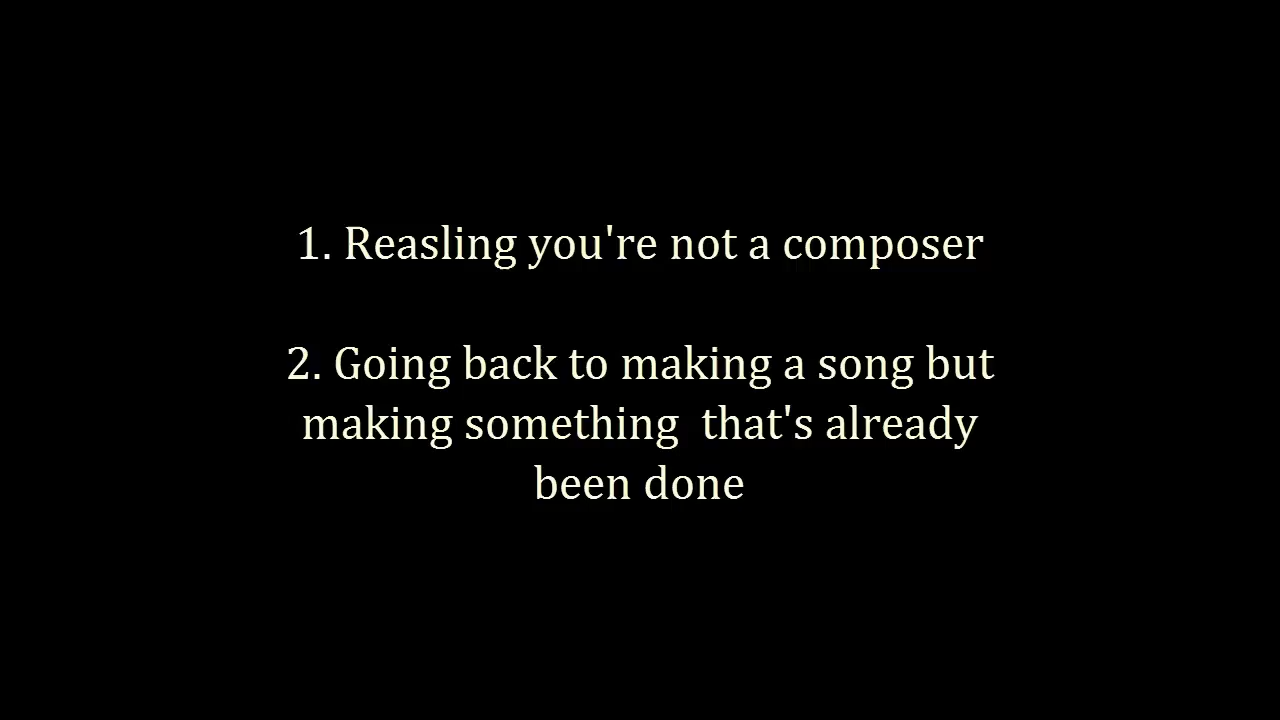 1. Reasling you're not a composer
2. Going back to making a song but
making something  that's already
been done